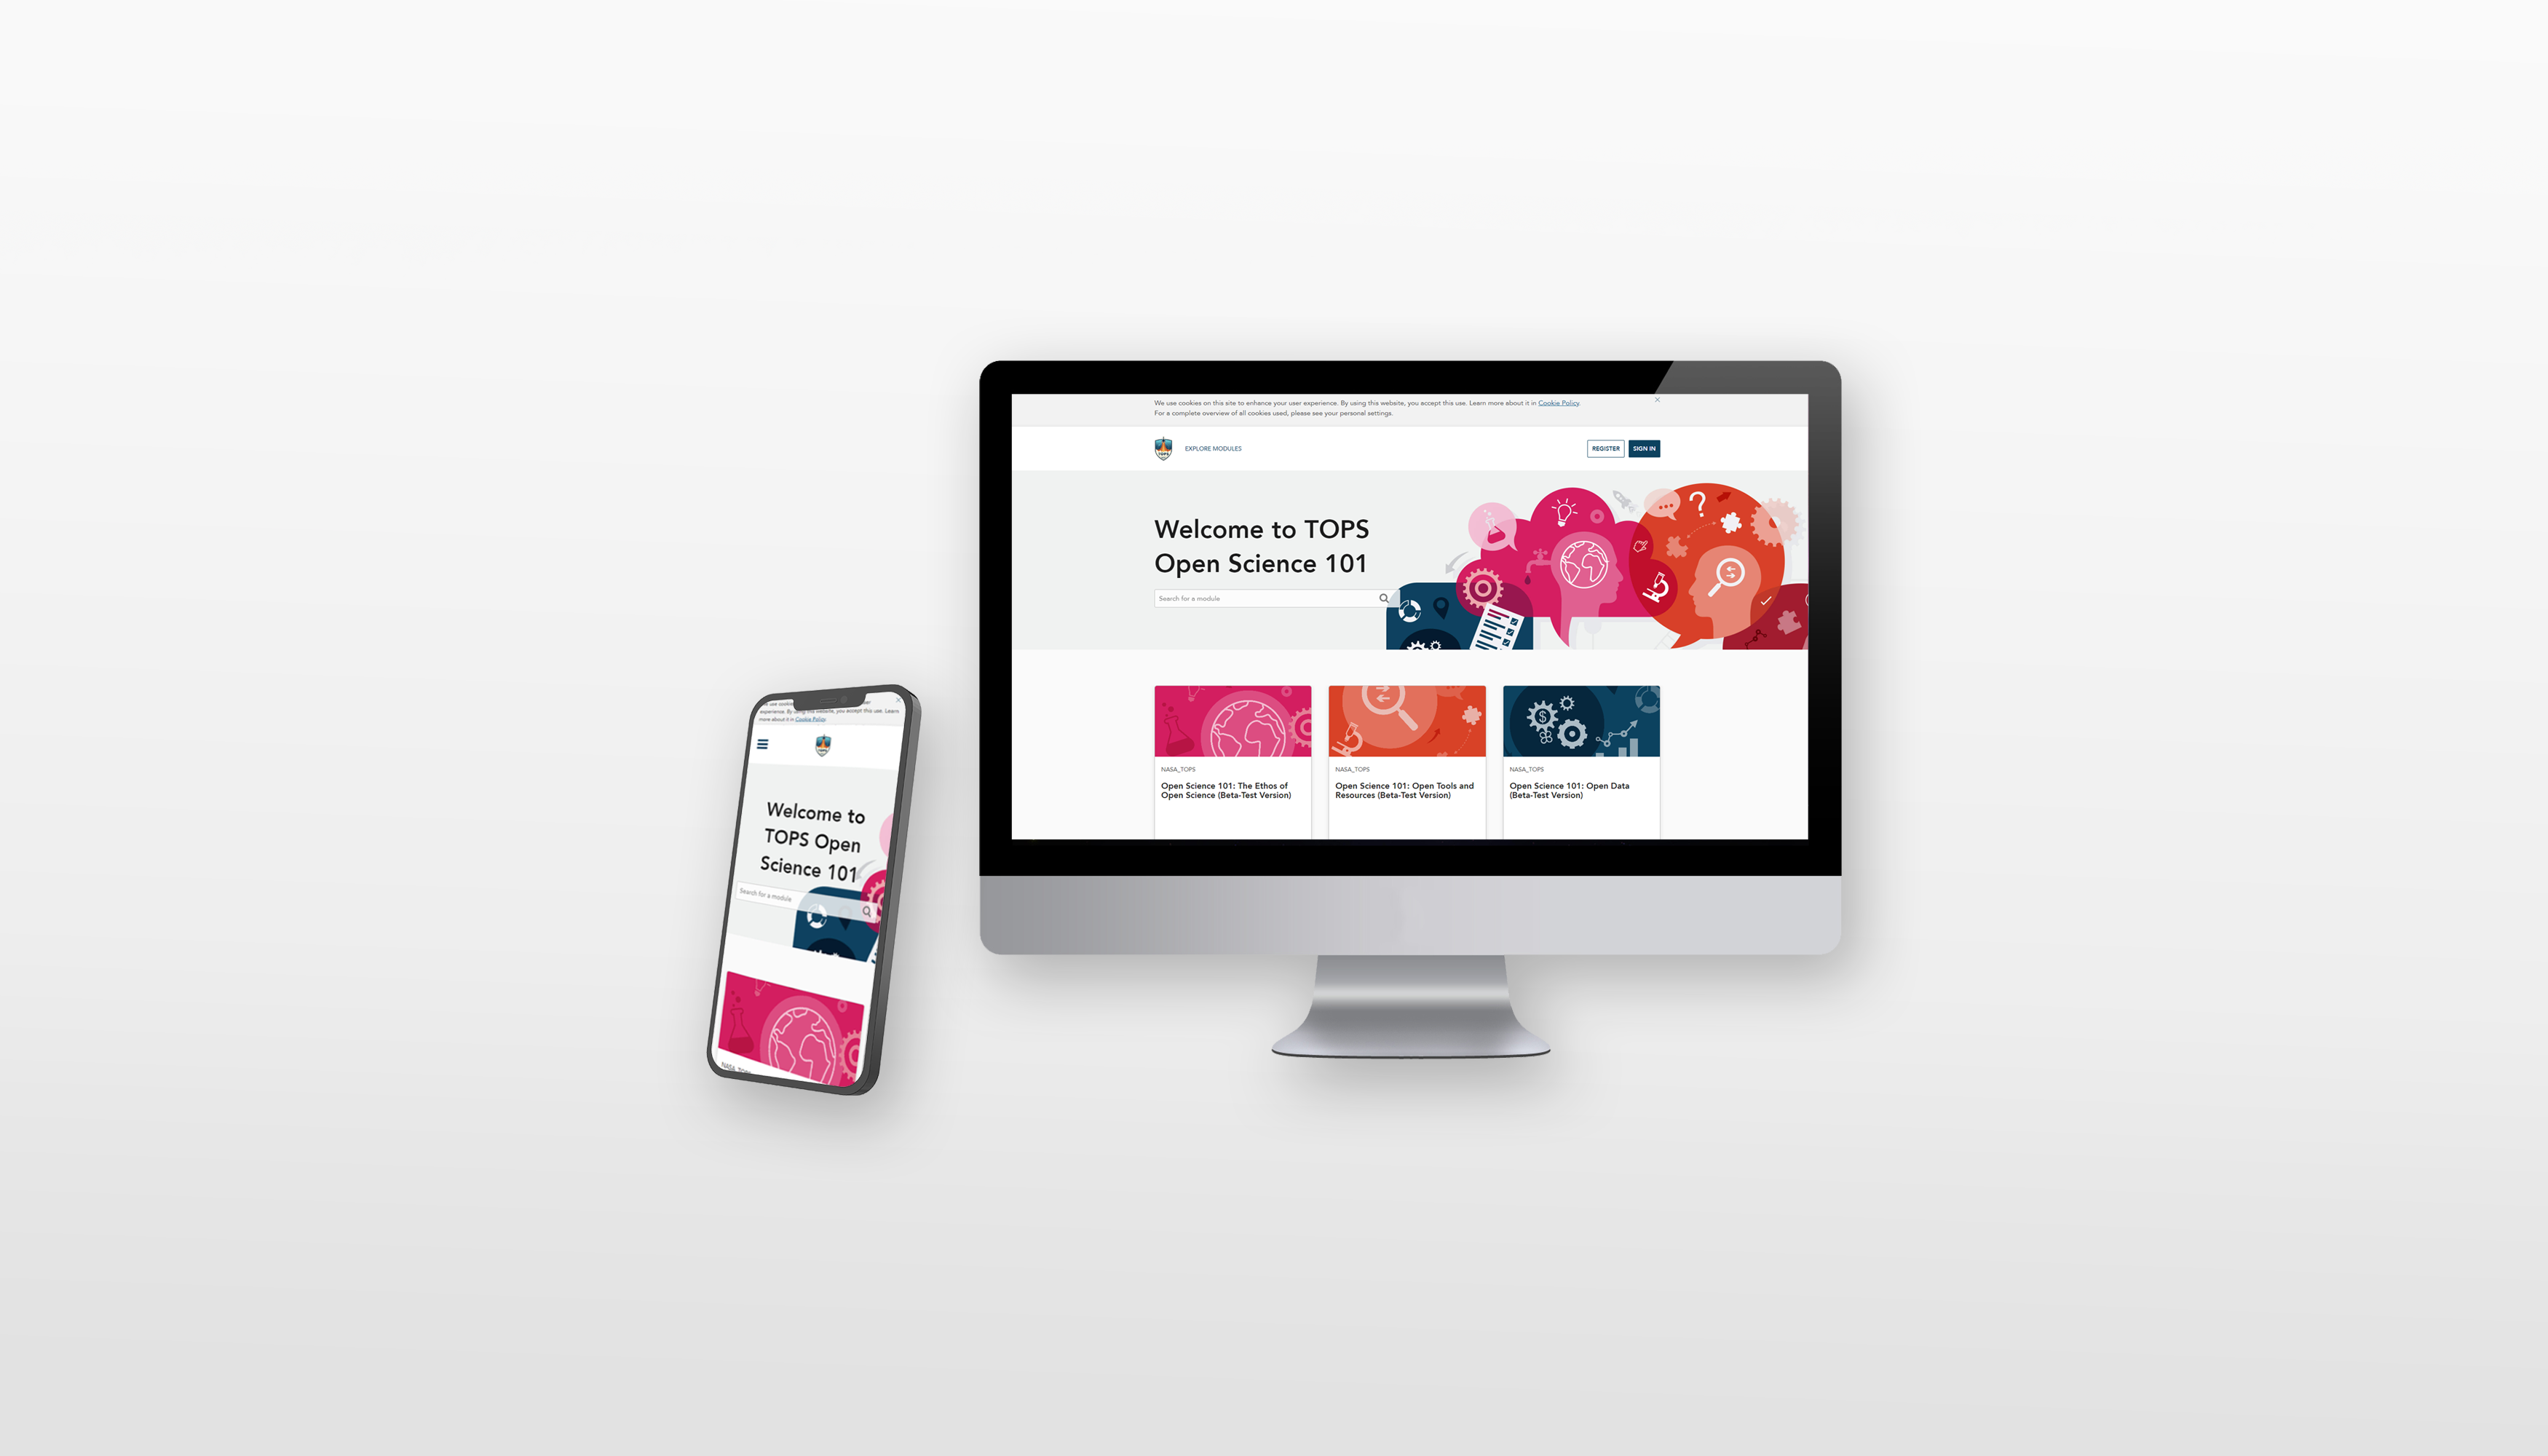 We use cookies on this site to enhance your user experience. By using this website, you accept this use. Learn more about it in Cookie Policy.
For a complete overview of all cookies used, please see your personal settings.
TOPS
EXPLORE MODULES
REGISTER
SIGN IN
Welcome to TOPS
Open Science 101
Search for a module
NASA_TOPS
Open Science 101: The Ethos of
Open Science (Beta-Test Version)
NASA_TOPS
Open Science 101: Open Tools and
Resources (Beta-Test Version)
NASA_TOPS
Open Science 101: Open Data
(Beta-Test Version)
use cookies
experience. By using this website, you accept this use. Learn
more about it in Cookie Policy
TOPS
Welcome to
TOPS Open
Science 101
Search for a module
NASA_TOPS